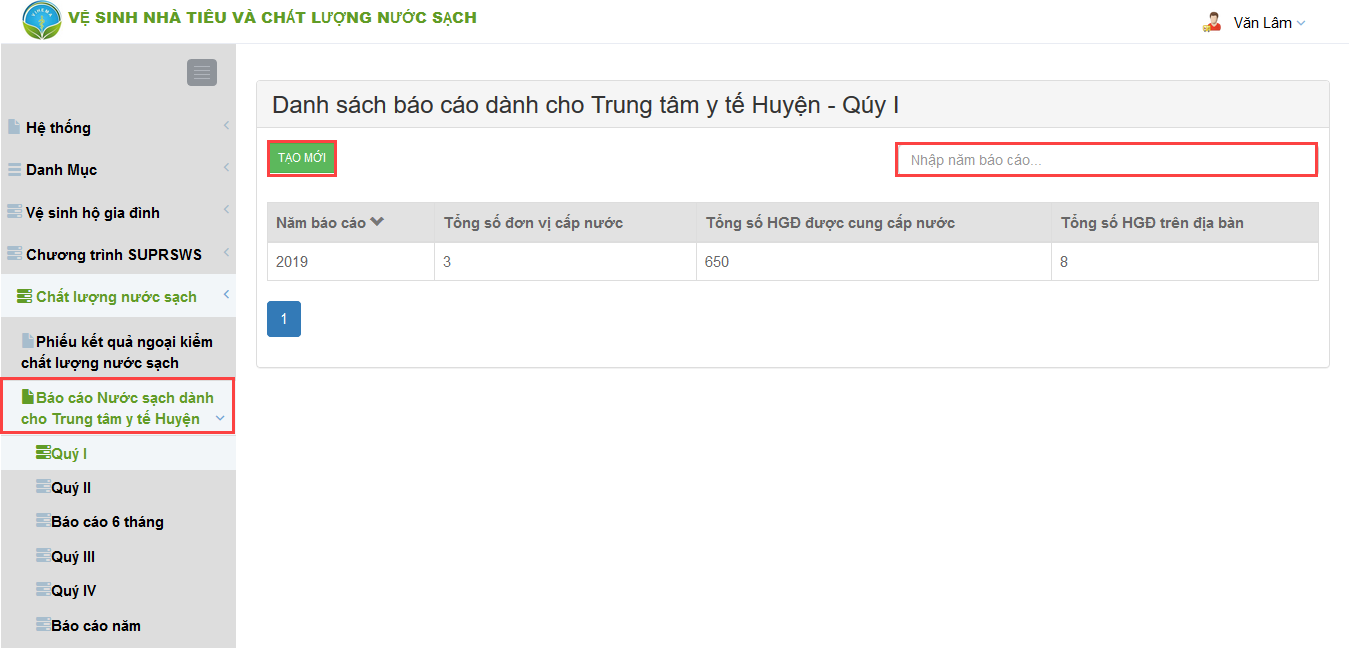 VỆ SINH NHÀ TIÊU VÀ CHẤT LƯỢNG NƯỚC SẠCH
Văn Lâm
Hệ thống
Danh Mục
Vệ sinh hộ gia đình
Chương trình SUPRSWS
Chất lượng nước sạch
Phiếu kết quả ngoại kiểm
chất lượng nước sạch
Báo cáo Nước sạch dành
cho Trung tâm y tế Huyện
Quý I
Quý II
Báo cáo 6 tháng
Quý III
Quý IV
Báo cáo năm
Danh sách báo cáo dành cho Trung tâm y tế Huyện - Qúy I
TẠO MỚI
Nhập năm báo cáo...
Năm báo cáo Tổng số đơn vị cấp nước Tổng số HGĐ được cung cấp nước Tổng số HGĐ trên địa bàn
2019 3 650 8
1